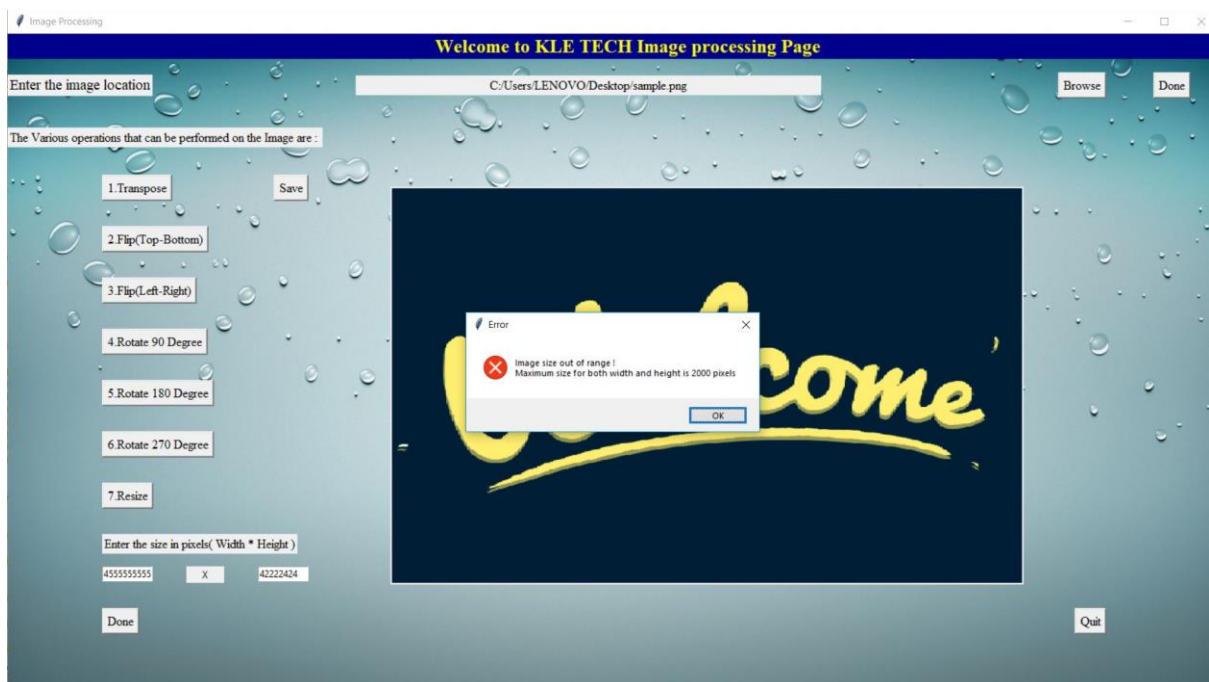 Image Processing
Welcome to KLE TECH Image processing Page
Enter the image location
C:/Users/LENOVO/Desktop/sample.png
Browse
Done
The Various operations that can be performed on the Image are :
1.Transpose
Save
2.Flip(Top-Bottom)
3.Flip(Left-Right)
4.Rotate 90 Degree
5.Rotate 180 Degree
6.Rotate 270 Degree
7.Resize
Enter the size in pixels( Width * Height )
4555555555
X
42222424
Done
Error
Image size out of range !
Maximum size for both width and height is 2000 pixels
OK
Quit